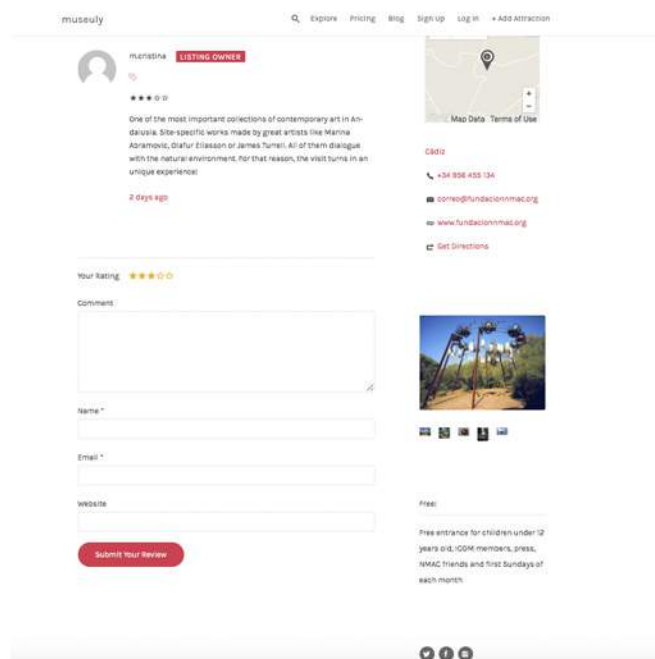 museuly
Explore Pricing Blog Sign Up Log In + Add Attraction
m.cristina LISTING OWNER
One of the most important collections of contemporary art in An-
dalusia. Site-specific works made by great artists like Marina
Abramovic, Olafur Eliasson or James Turrell. All of them dialogue
with the natural environment. For that reason, the visit turns in an
unique experience!
2 days ago
Your Rating
Comment
Name *
Email *
Website
Submit Your Review
+
-
Map Data Terms of Use
Cádiz
+34 956 455 134
correo@fundacionnmac.org
www.fundacionnmac.org
Get Directions
Free:
Free entrance for children under 12
years old, ICOM members, press,
NMAC friends and first Sundays of
each month